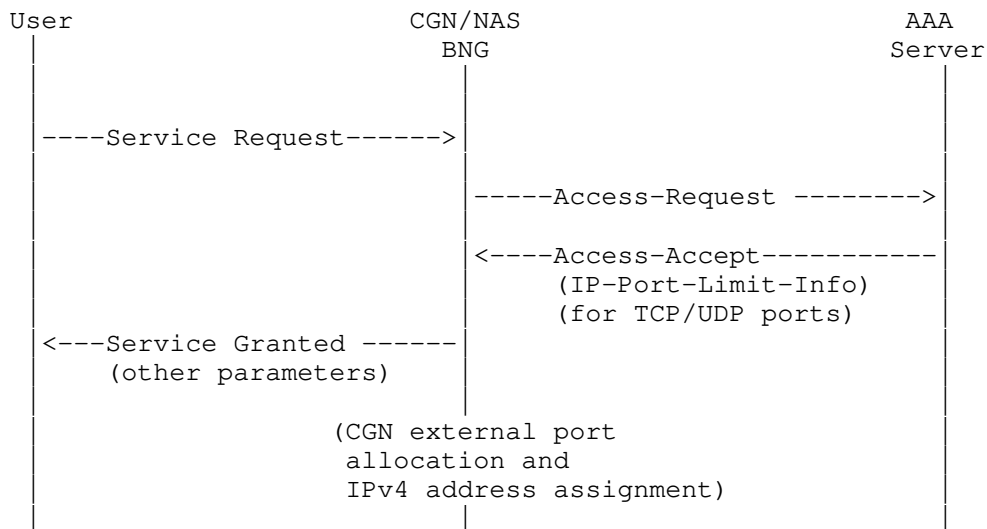 User CGN/NAS AAA
BNG Server
----Service Request------>
-----Access-Request -------->
<----Access-Accept-----------
(IP-Port-Limit-Info)
(for TCP/UDP ports)
<---Service Granted ------
(other parameters)
(CGN external port
allocation and
IPv4 address assignment)